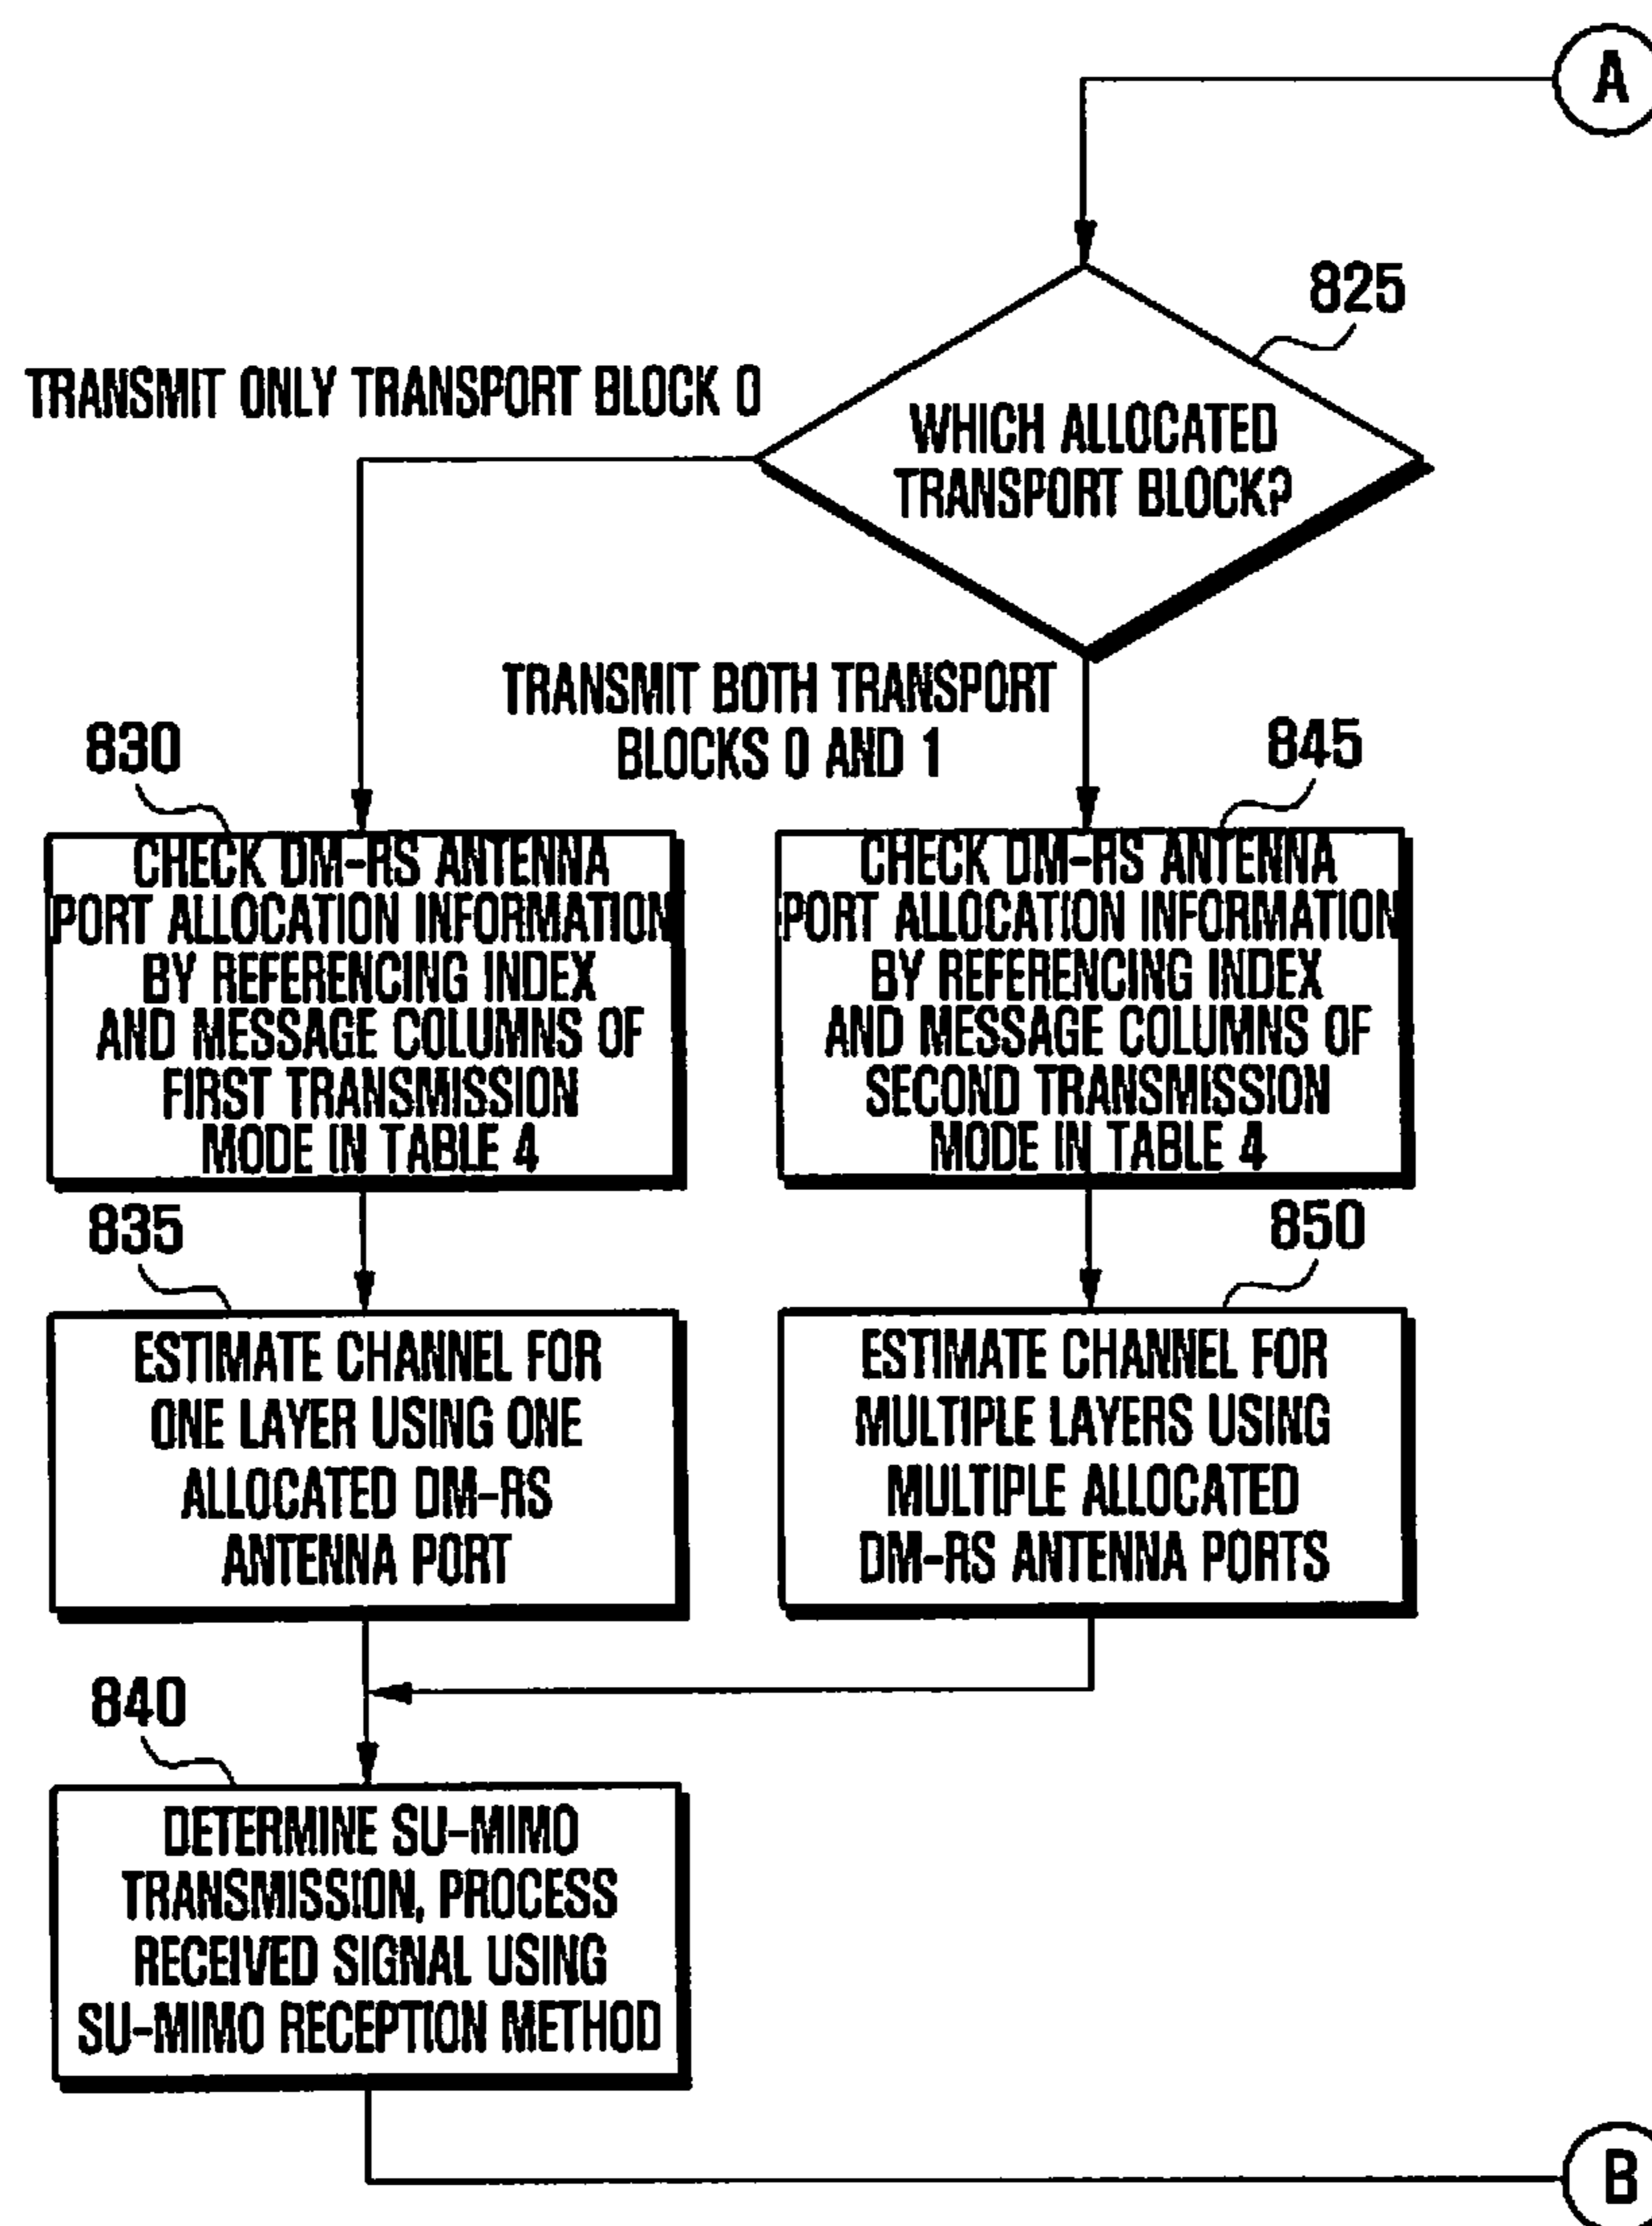 A
825
TRANSMIT ONLY TRANSPORT BLOCK 0
WHICH ALLOCATED
TRANSPORT BLOCK?
TRANSMIT BOTH TRANSPORT
BLOCKS 0 AND 1
830
CHECK DM-RS ANTENNA
PORT ALLOCATION INFORMATION
BY REFERENCING INDEX
AND MESSAGE COLUMNS OF
FIRST TRANSMISSION
MODE IN TABLE 4
845
CHECK DM-RS ANTENNA
PORT ALLOCATION INFORMATION
BY REFERENCING INDEX
AND MESSAGE COLUMNS OF
SECOND TRANSMISSION
MODE IN TABLE 4
835
ESTIMATE CHANNEL FOR
ONE LAYER USING ONE
ALLOCATED DM-RS
ANTENNA PORT
850
ESTIMATE CHANNEL FOR
MULTIPLE LAYERS USING
MULTIPLE ALLOCATED
DM-RS ANTENNA PORTS
840
DETERMINE SU-MIMO
TRANSMISSION, PROCESS
RECEIVED SIGNAL USING
SU-MIMO RECEPTION METHOD
B